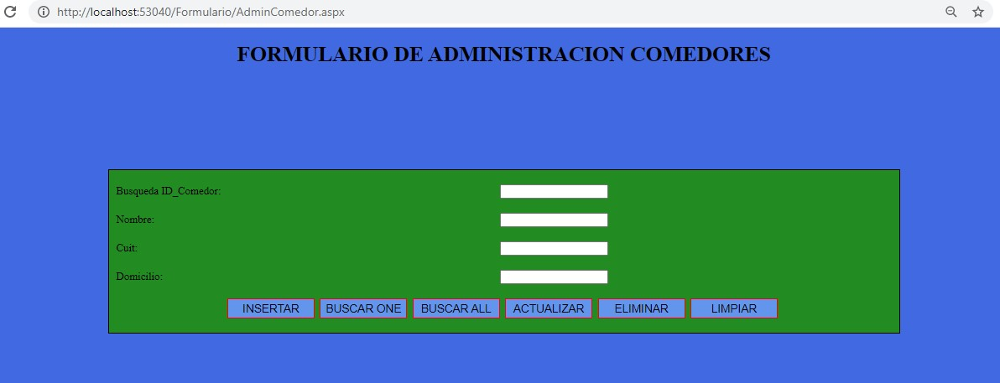 http://localhost:53040/Formulario/AdminComedor.aspx
FORMULARIO DE ADMINISTRACION COMEDORES
Busqueda ID_Comedor:
Nombre:
Cuit:
Domicilio:
INSERTAR BUSCAR ONE BUSCAR ALL ACTUALIZAR ELIMINAR LIMPIAR